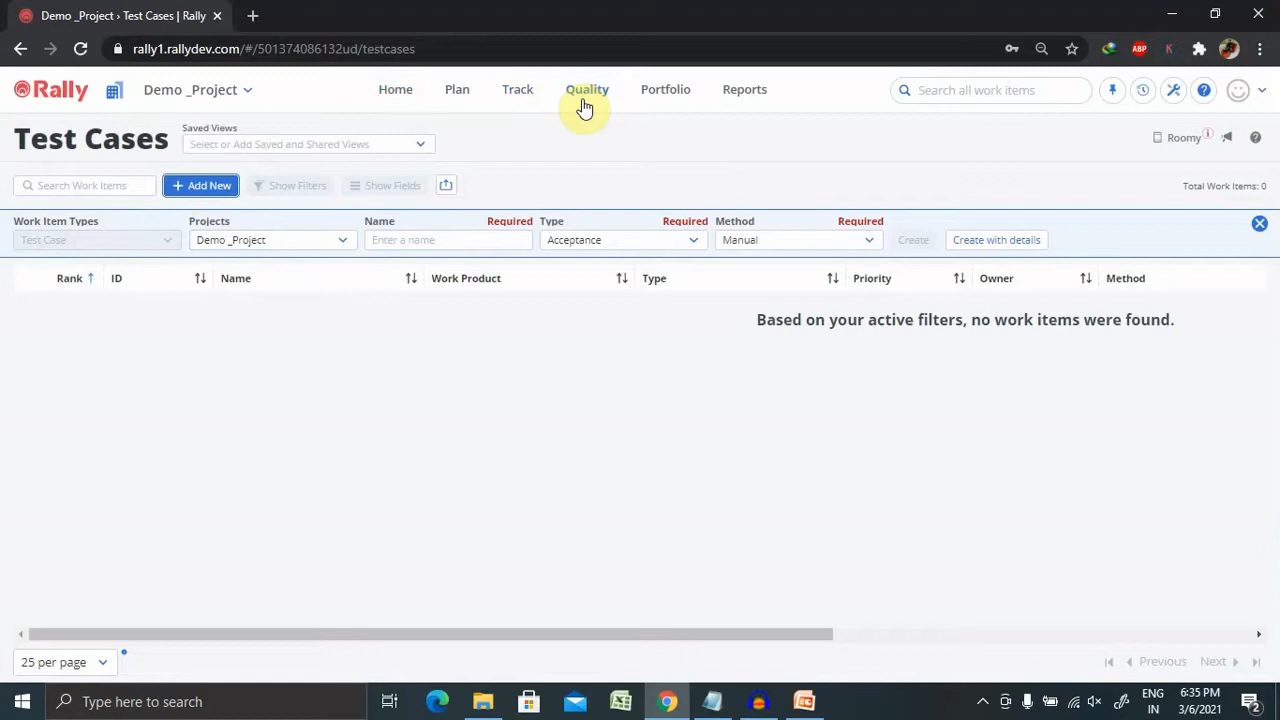 Demo _Project › Test Cases | Rally
rally1.rallydev.com/#/501374086132ud/testcases
ABP
K
Rally
Demo _Project
Home
Plan
Track
Quality
Portfolio
Reports
Search all work items
Test Cases
Saved Views
Select or Add Saved and Shared Views
Roomy
Search Work Items
+ Add New
Show Filters
Show Fields
Total Work Items: 0
Work Item Types
Projects
Name Required
Type Required
Method Required
Test Case
Demo _Project
Enter a name
Acceptance
Manual
Create
Create with details
Rank
ID
Name
Work Product
Type
Priority
Owner
Method
Based on your active filters, no work items were found.
25 per page
Previous
Next
Type here to search
ENG
IN
6:35 PM
3/6/2021
2